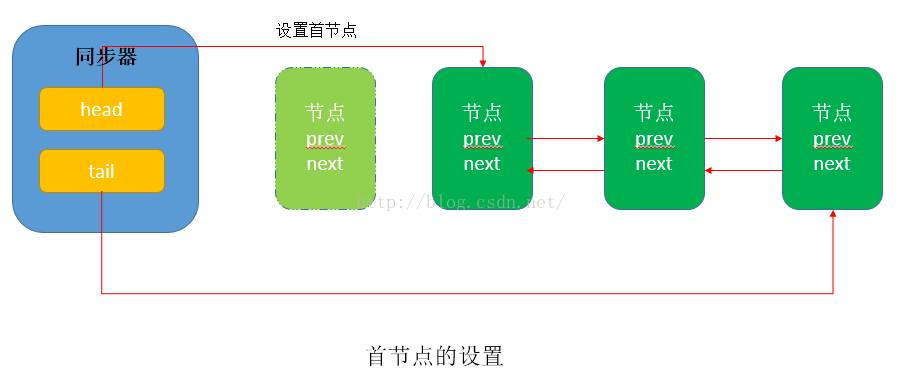 设置首节点
同步器
head
tail
节点
prev
next
节点
prev
next
节点
prev
next
节点
prev
next
http://blog.csdn.net/
首节点的设置